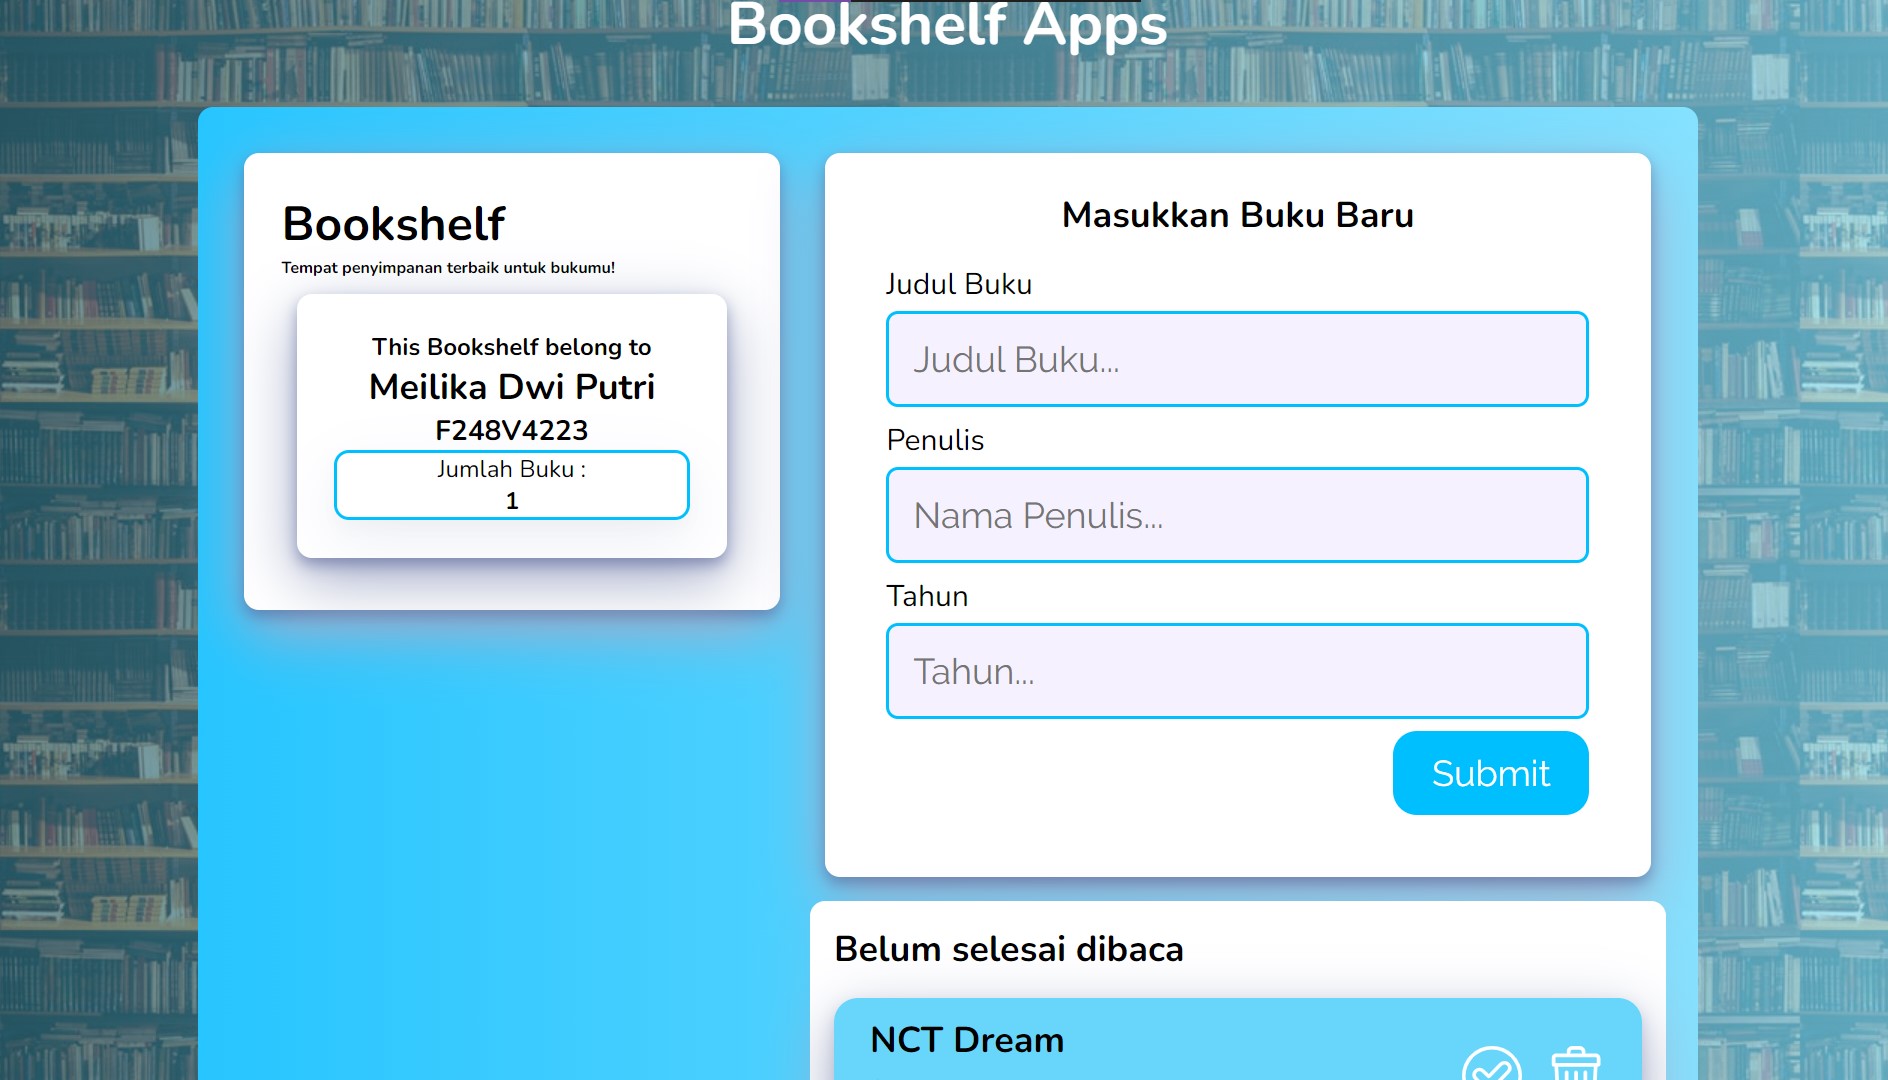 Bookshelf Apps
Bookshelf
Tempat penyimpanan terbaik untuk bukumu!
This Bookshelf belong to
Meilika Dwi Putri
F248V4223
Jumlah Buku :
1
Masukkan Buku Baru
Judul Buku
Judul Buku...
Penulis
Nama Penulis...
Tahun
Tahun...
Submit
Belum selesai dibaca
NCT Dream